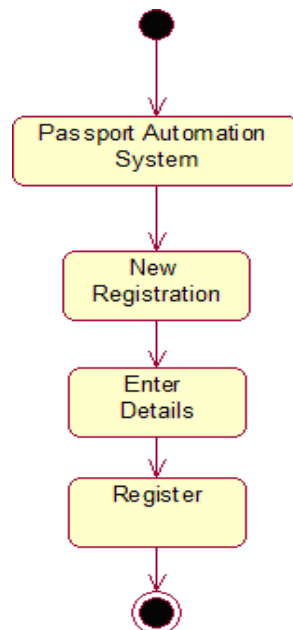 Passport Automation
System
New
Registration
Enter
Details
Register